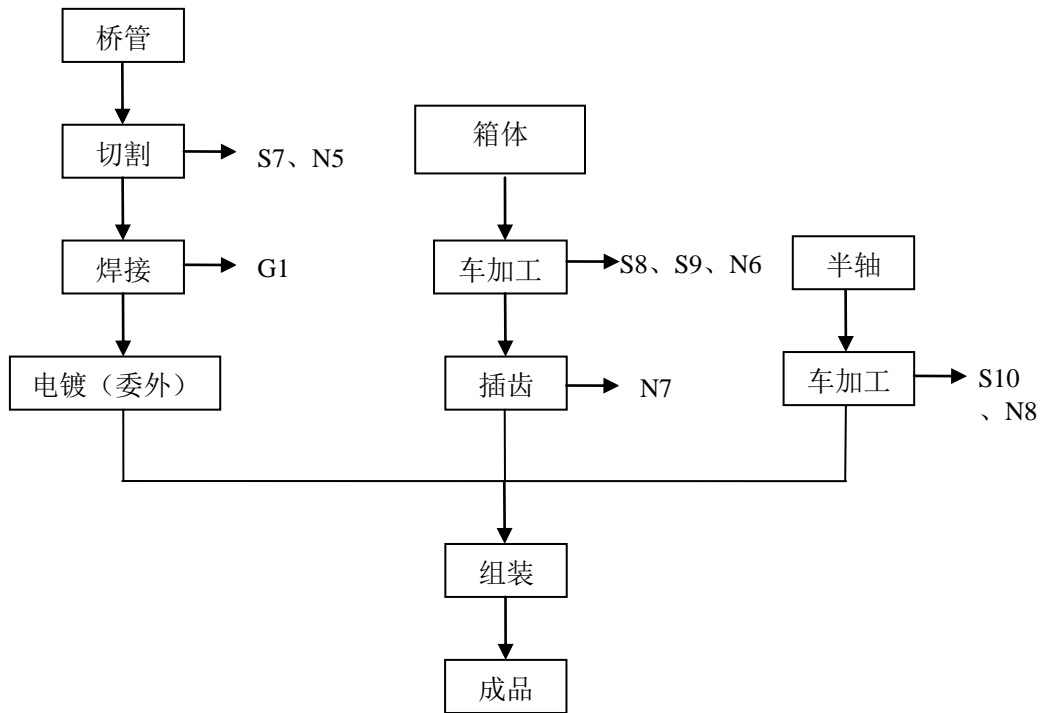 桥管
箱体
切割
S7、N5
焊接
G1
车加工
S8、S9、N6
半轴
电镀（委外）
插齿
N7
车加工
S10
、N8
组装
成品